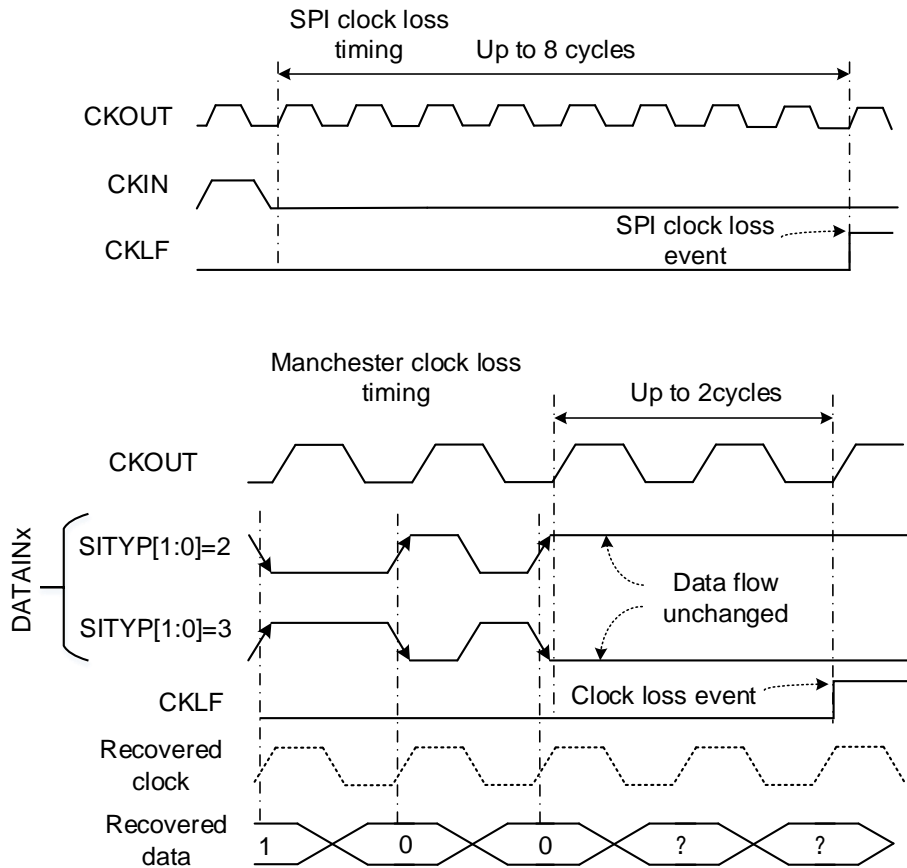 SPI clock loss
timing
Up to 8 cycles
CKOUT
CKIN
CKLF
SPI clock loss
event
Manchester clock loss
timing
Up to 2cycles
CKOUT
DATAINx
SITYP[1:0]=2
SITYP[1:0]=3
Data flow
unchanged
CKLF
Clock loss event
Recovered
clock
Recovered
data
1 0 0 ? ?